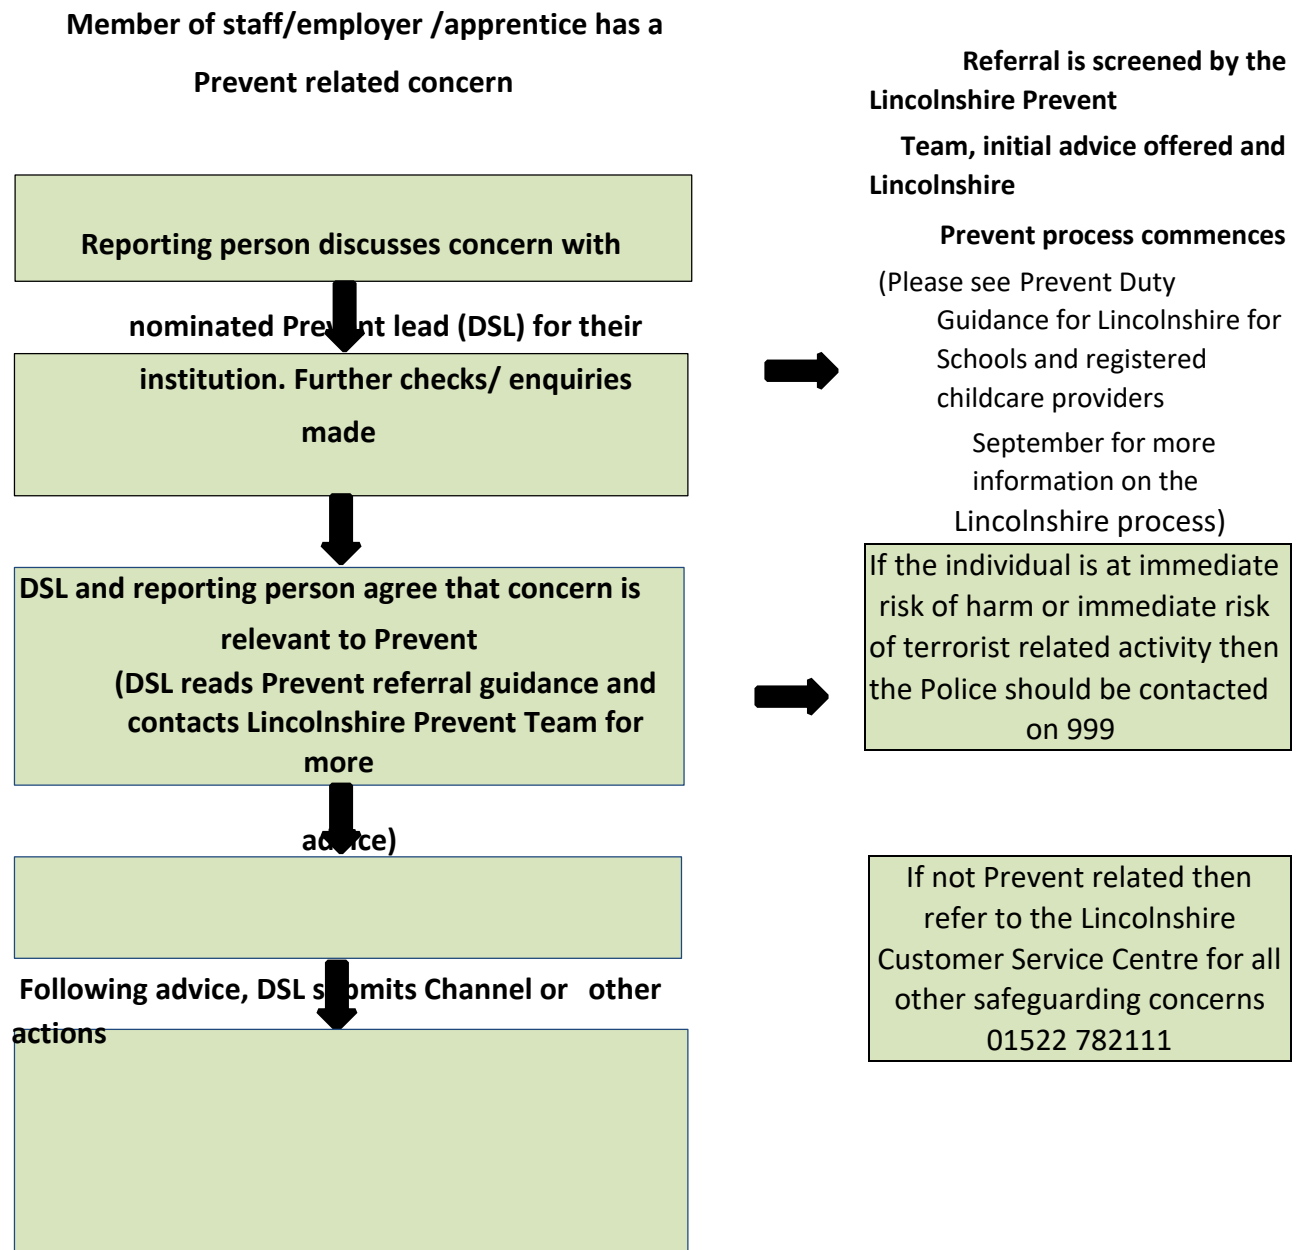 Member of staff/employer /apprentice has a
Prevent related concern
Reporting person discusses concern with
nominated Prevent lead (DSL) for their
institution. Further checks/ enquiries
made
DSL and reporting person agree that concern is
relevant to Prevent
(DSL reads Prevent referral guidance and
contacts Lincolnshire Prevent Team for
more
advice)
Following advice, DSL submits Channel or other
actions
Referral is screened by the
Lincolnshire Prevent
Team, initial advice offered and
Lincolnshire
Prevent process commences
(Please see Prevent Duty
Guidance for Lincolnshire for
Schools and registered
childcare providers
September for more
information on the
Lincolnshire process)
If the individual is at immediate
risk of harm or immediate risk
of terrorist related activity then
the Police should be contacted
on 999
If not Prevent related then
refer to the Lincolnshire
Customer Service Centre for all
other safeguarding concerns
01522 782111